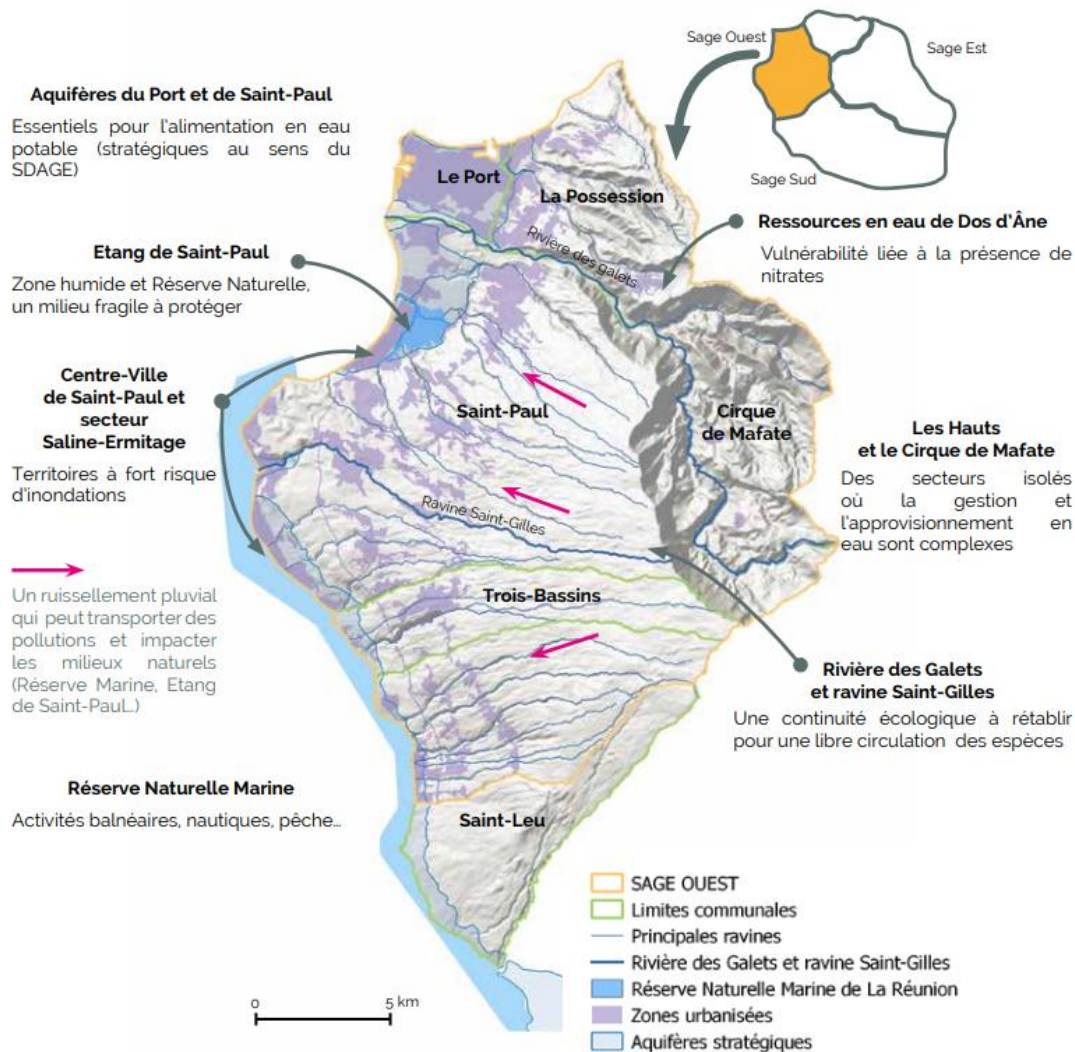 Sage Ouest
Sage Est
Sage Sud
Aquifères du Port et de Saint-Paul
Essentiels pour l'alimentation en eau
potable (stratégiques au sens du
SDAGE)
Le Port
La Possession
Rivière des galets
Ressources en eau de Dos d'Âne
Vulnérabilité liée à la présence de
nitrates
Etang de Saint-Paul
Zone humide et Réserve Naturelle,
un milieu fragile à protéger
Centre-Ville
de Saint-Paul et
secteur
Saline-Ermitage
Territoires à fort risque
d'inondations
Saint-Paul
Cirque
de Mafate
Les Hauts
et le Cirque de Mafate
Des secteurs isolés
où la gestion et
l'approvisionnement en
eau sont complexes
Ravine Saint-Gilles
Un ruissellement pluvial
qui peut transporter des
pollutions et impacter
les milieux naturels
(Réserve Marine, Etang
de Saint-Paul...)
Trois-Bassins
Rivière des Galets
et ravine Saint-Gilles
Une continuité écologique à rétablir
pour une libre circulation des espèces
Réserve Naturelle Marine
Activités balnéaires, nautiques, pêche...
Saint-Leu
SAGE OUEST
Limites communales
Principales ravines
Rivière des Galets et ravine Saint-Gilles
Réserve Naturelle Marine de La Réunion
Zones urbanisées
Aquifères stratégiques
0 5 km